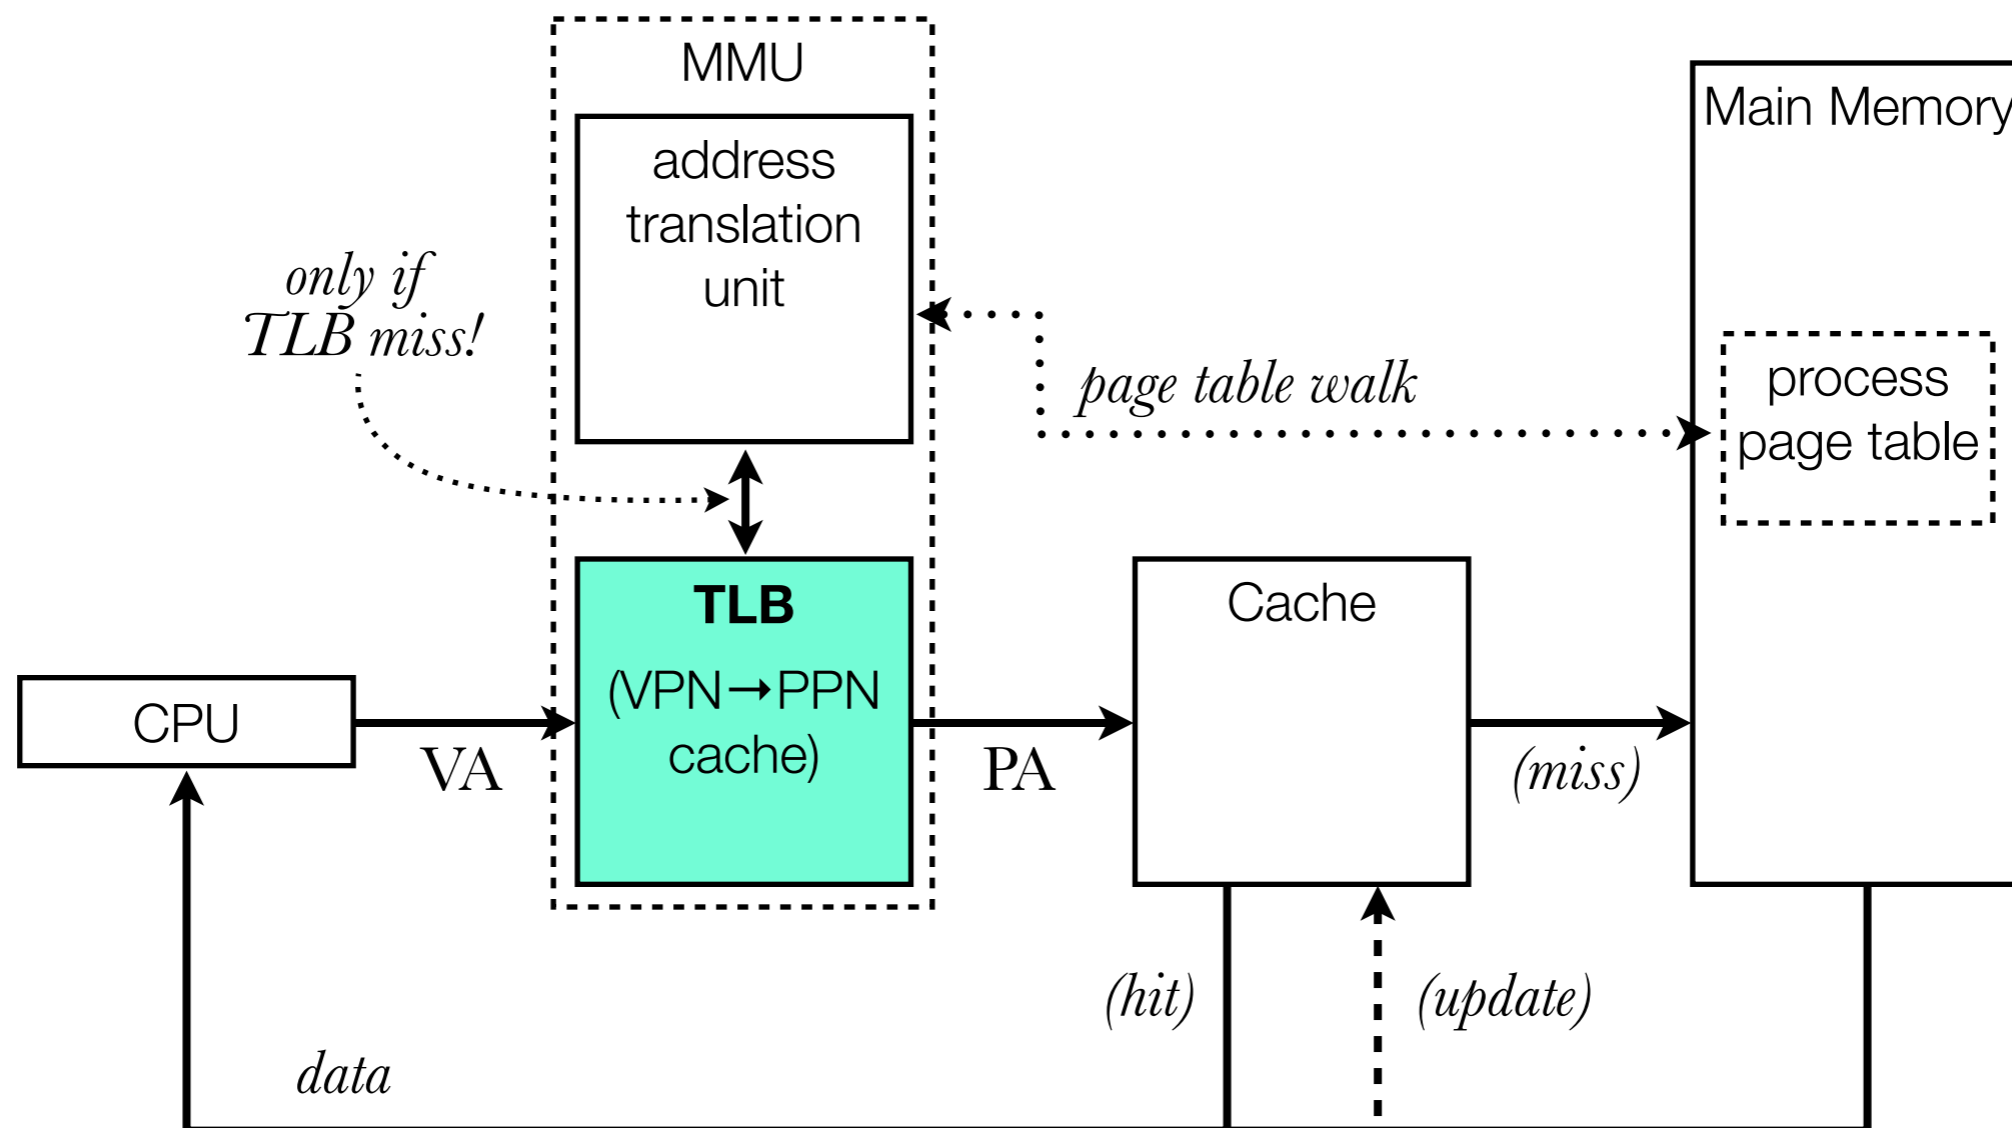 MMU
address
translation
unit
Main Memory
only if
TLB miss!
page table walk
process
page table
TLB
(VPN→PPN
cache)
Cache
CPU
VA
PA
(miss)
(hit)
(update)
data